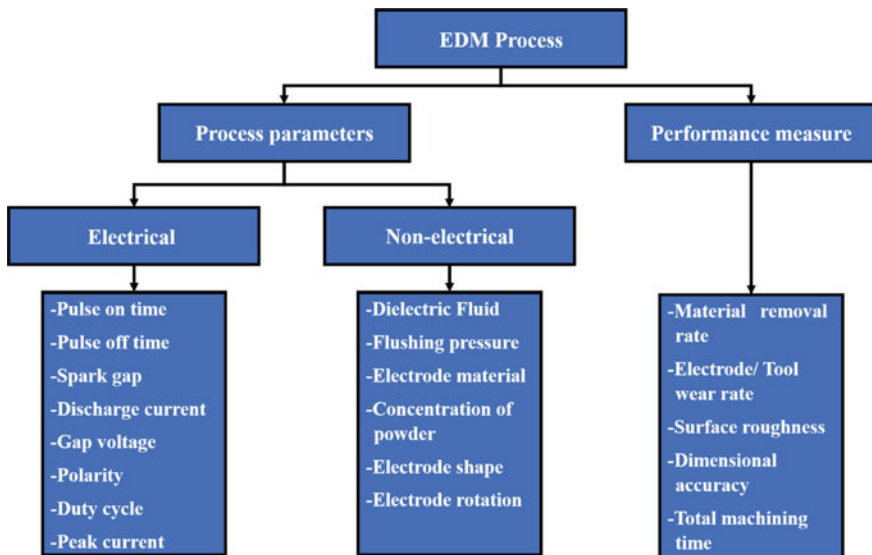 EDM Process
Process parameters
Performance measure
Electrical
Non-electrical
-Pulse on time
-Pulse off time
-Spark gap
-Discharge current
-Gap voltage
-Polarity
-Duty cycle
-Peak current
-Dielectric Fluid
-Flushing pressure
-Electrode material
-Concentration of
powder
-Electrode shape
-Electrode rotation
-Material removal
rate
-Electrode/ Tool
wear rate
-Surface roughness
-Dimensional
accuracy
-Total machining
time